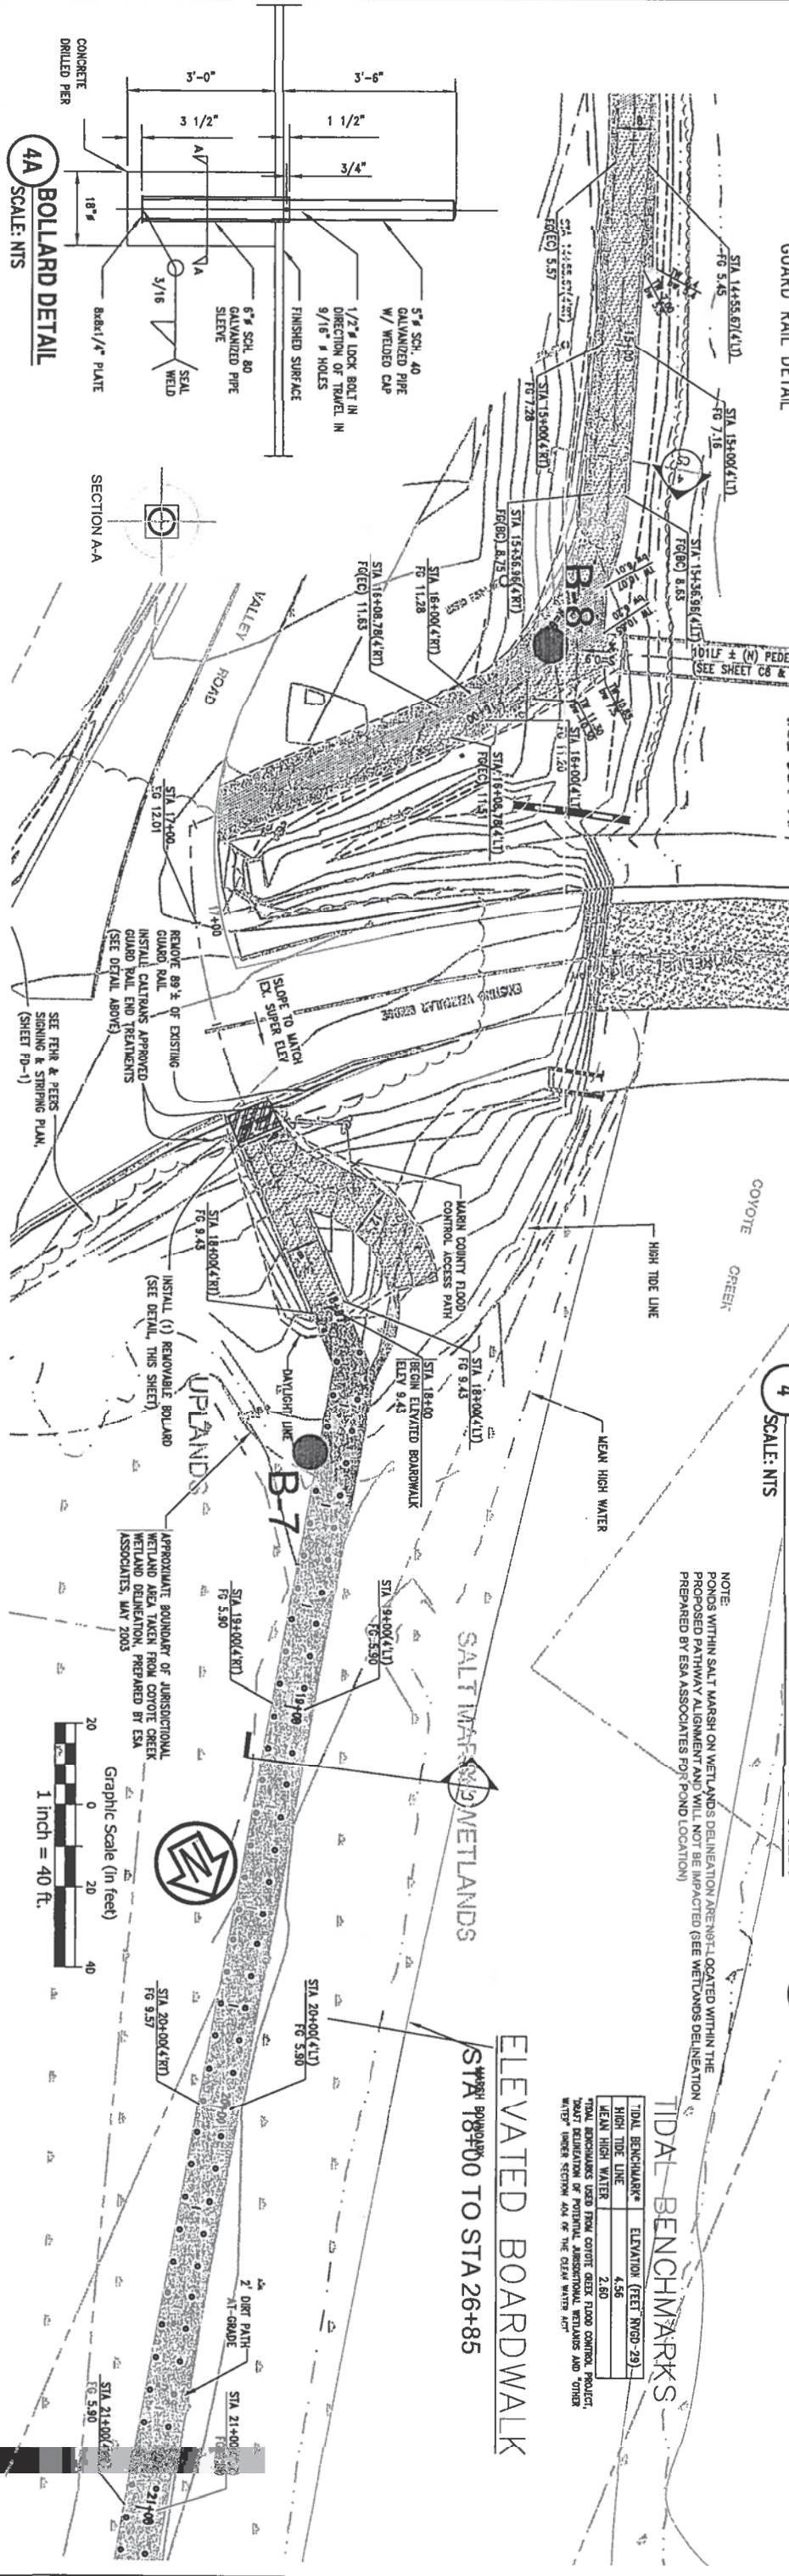 GUARD RAIL DETAIL
4
SCALE: NTS
3'-0"
3'-6"
3 1/2"
1 1/2"
3/4"
18"ø
A
A
3/16
SEAL
WELD
CONCRETE
DRILLED PIER
5"ø SCH. 40
GALVANIZED PIPE
W/ WELDED CAP
1/2"ø LOCK BOLT IN
DIRECTION OF TRAVEL IN
9/16" ø HOLES
FINISHED SURFACE
6"ø SCH. 80
GALVANIZED PIPE
SLEEVE
8x8x1/4" PLATE
4A
BOLLARD DETAIL
SCALE: NTS
SECTION A-A
STA 14+55.67(4'LT)
FG 5.45
FG(EC) 5.57
STA 15+00(4'LT)
FG 7.16
STA 15+00(4'RT)
FG 7.28
15+00
STA 15+36.96(4'LT)
FG(BC) 8.63
STA 15+36.96(4'RT)
FG(BC) 8.75
B-8
101LF ± (N) PEDE
(SEE SHEET C8 &
STA 16+00(4'RT)
FG 11.28
STA 16+08.78(4'RT)
FG(EC) 11.63
STA 16+00(4'LT)
FG 11.20
STA 16+08.78(4'LT)
FG(EC) 11.51
VALLEY
ROAD
STA 17+00
FG 12.01
17+00
EXISTING VEHICULAR BRIDGE
SLOPE TO MATCH
EX. SUPER ELEV
REMOVE 89'± OF EXISTING
GUARD RAIL
INSTALL CALTRANS APPROVED
GUARD RAIL END TREATMENTS
(SEE DETAIL ABOVE)
SEE FEHR & PEERS
SIGNING & STRIPING PLAN,
(SHEET PD-1)
COYOTE
CREEK
HIGH TIDE LINE
MEAN HIGH WATER
MARIN COUNTY FLOOD
CONTROL ACCESS PATH
STA 18+00(4'RT)
FG 9.43
STA 18+00(4'LT)
FG 9.43
STA 18+00
BEGIN ELEVATED BOARDWALK
ELEV 9.43
INSTALL (1) REMOVABLE BOLLARD
(SEE DETAIL, THIS SHEET)
DAYLIGHT LINE
UPLANDS
B-7
APPROXIMATE BOUNDARY OF JURISDICTIONAL
WETLAND AREA TAKEN FROM COYOTE CREEK
WETLAND DELINEATION, PREPARED BY ESA
ASSOCIATES, MAY 2003
STA 19+00(4'LT)
FG 5.90
STA 19+00(4'RT)
FG 5.90
19+00
SALT MARSH WETLANDS
NOTE:
PONDS WITHIN SALT MARSH ON WETLANDS DELINEATION ARE NOT LOCATED WITHIN THE
PROPOSED PATHWAY ALIGNMENT AND WILL NOT BE IMPACTED (SEE WETLANDS DELINEATION
PREPARED BY ESA ASSOCIATES FOR POND LOCATION)
20 0 20 40
Graphic Scale (in feet)
1 inch = 40 ft.
N
STA 20+00(4'LT)
FG 5.90
STA 20+00(4'RT)
FG 9.57
ELEVATED BOARDWALK
STA 18+00 TO STA 26+85
MARSH BOUNDARY
TIDAL BENCHMARKS
TIDAL BENCHMARK* ELEVATION (FEET NVGD-29)
HIGH TIDE LINE 4.56
MEAN HIGH WATER 2.60
*TIDAL BENCHMARKS USED FROM COYOTE CREEK FLOOD CONTROL PROJECT,
"DRAFT DELINEATION OF POTENTIAL JURISDICTIONAL WETLANDS AND "OTHER
WATER" UNDER SECTION 404 OF THE CLEAN WATER ACT"
2' DIRT PATH
AT-GRADE
STA 21+00
STA 21+00(4'
FG 5.90
21+00